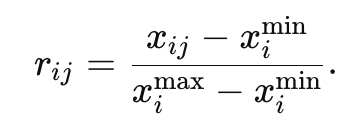 $r_{ij} = \frac{x_{ij} - x_i^{\min}}{x_i^{\max} - x_i^{\min}}.$